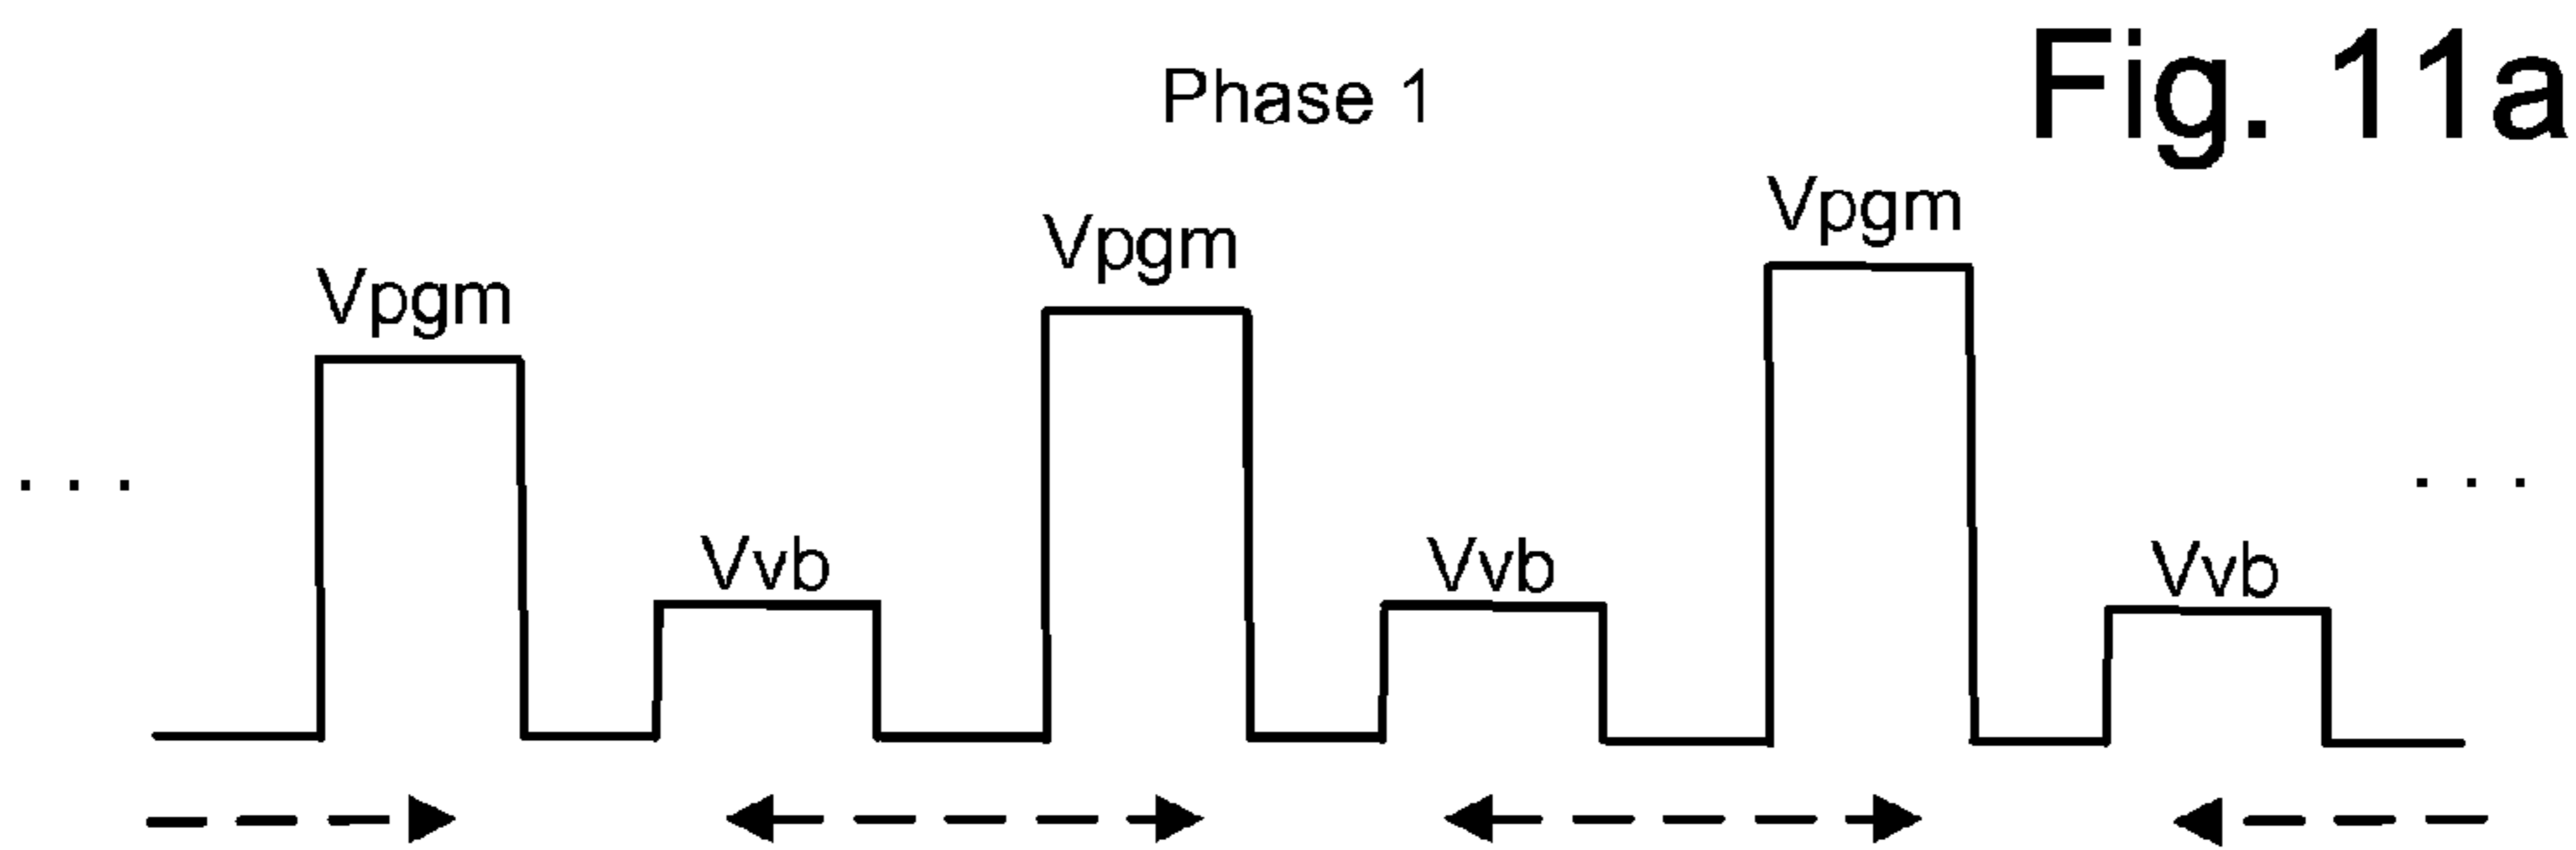 Fig. 11a
Phase 1
Vpgm
Vpgm
Vpgm
. . .
. . .
Vvb
Vvb
Vvb